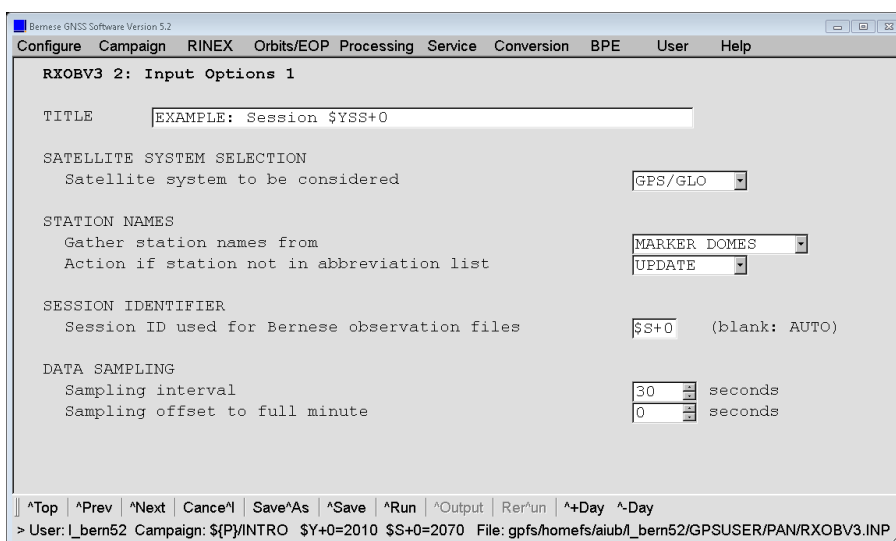 Bernese GNSS Software Version 5.2
Configure Campaign RINEX Orbits/EOP Processing Service Conversion BPE User Help
RXOBV3 2: Input Options 1
TITLE EXAMPLE: Session $YSS+0
SATELLITE SYSTEM SELECTION
Satellite system to be considered GPS/GLO
STATION NAMES
Gather station names from MARKER DOMES
Action if station not in abbreviation list UPDATE
SESSION IDENTIFIER
Session ID used for Bernese observation files $S+0 (blank: AUTO)
DATA SAMPLING
Sampling interval 30 seconds
Sampling offset to full minute 0 seconds
^Top | ^Prev | ^Next | Cance^l | Save^As | ^Save | ^Run | ^Output | Rer^un | ^+Day ^-Day
> User: l_bern52 Campaign: ${P}/INTRO $Y+0=2010 $S+0=2070 File: gpfs/homefs/aiub/l_bern52/GPSUSER/PAN/RXOBV3.INP